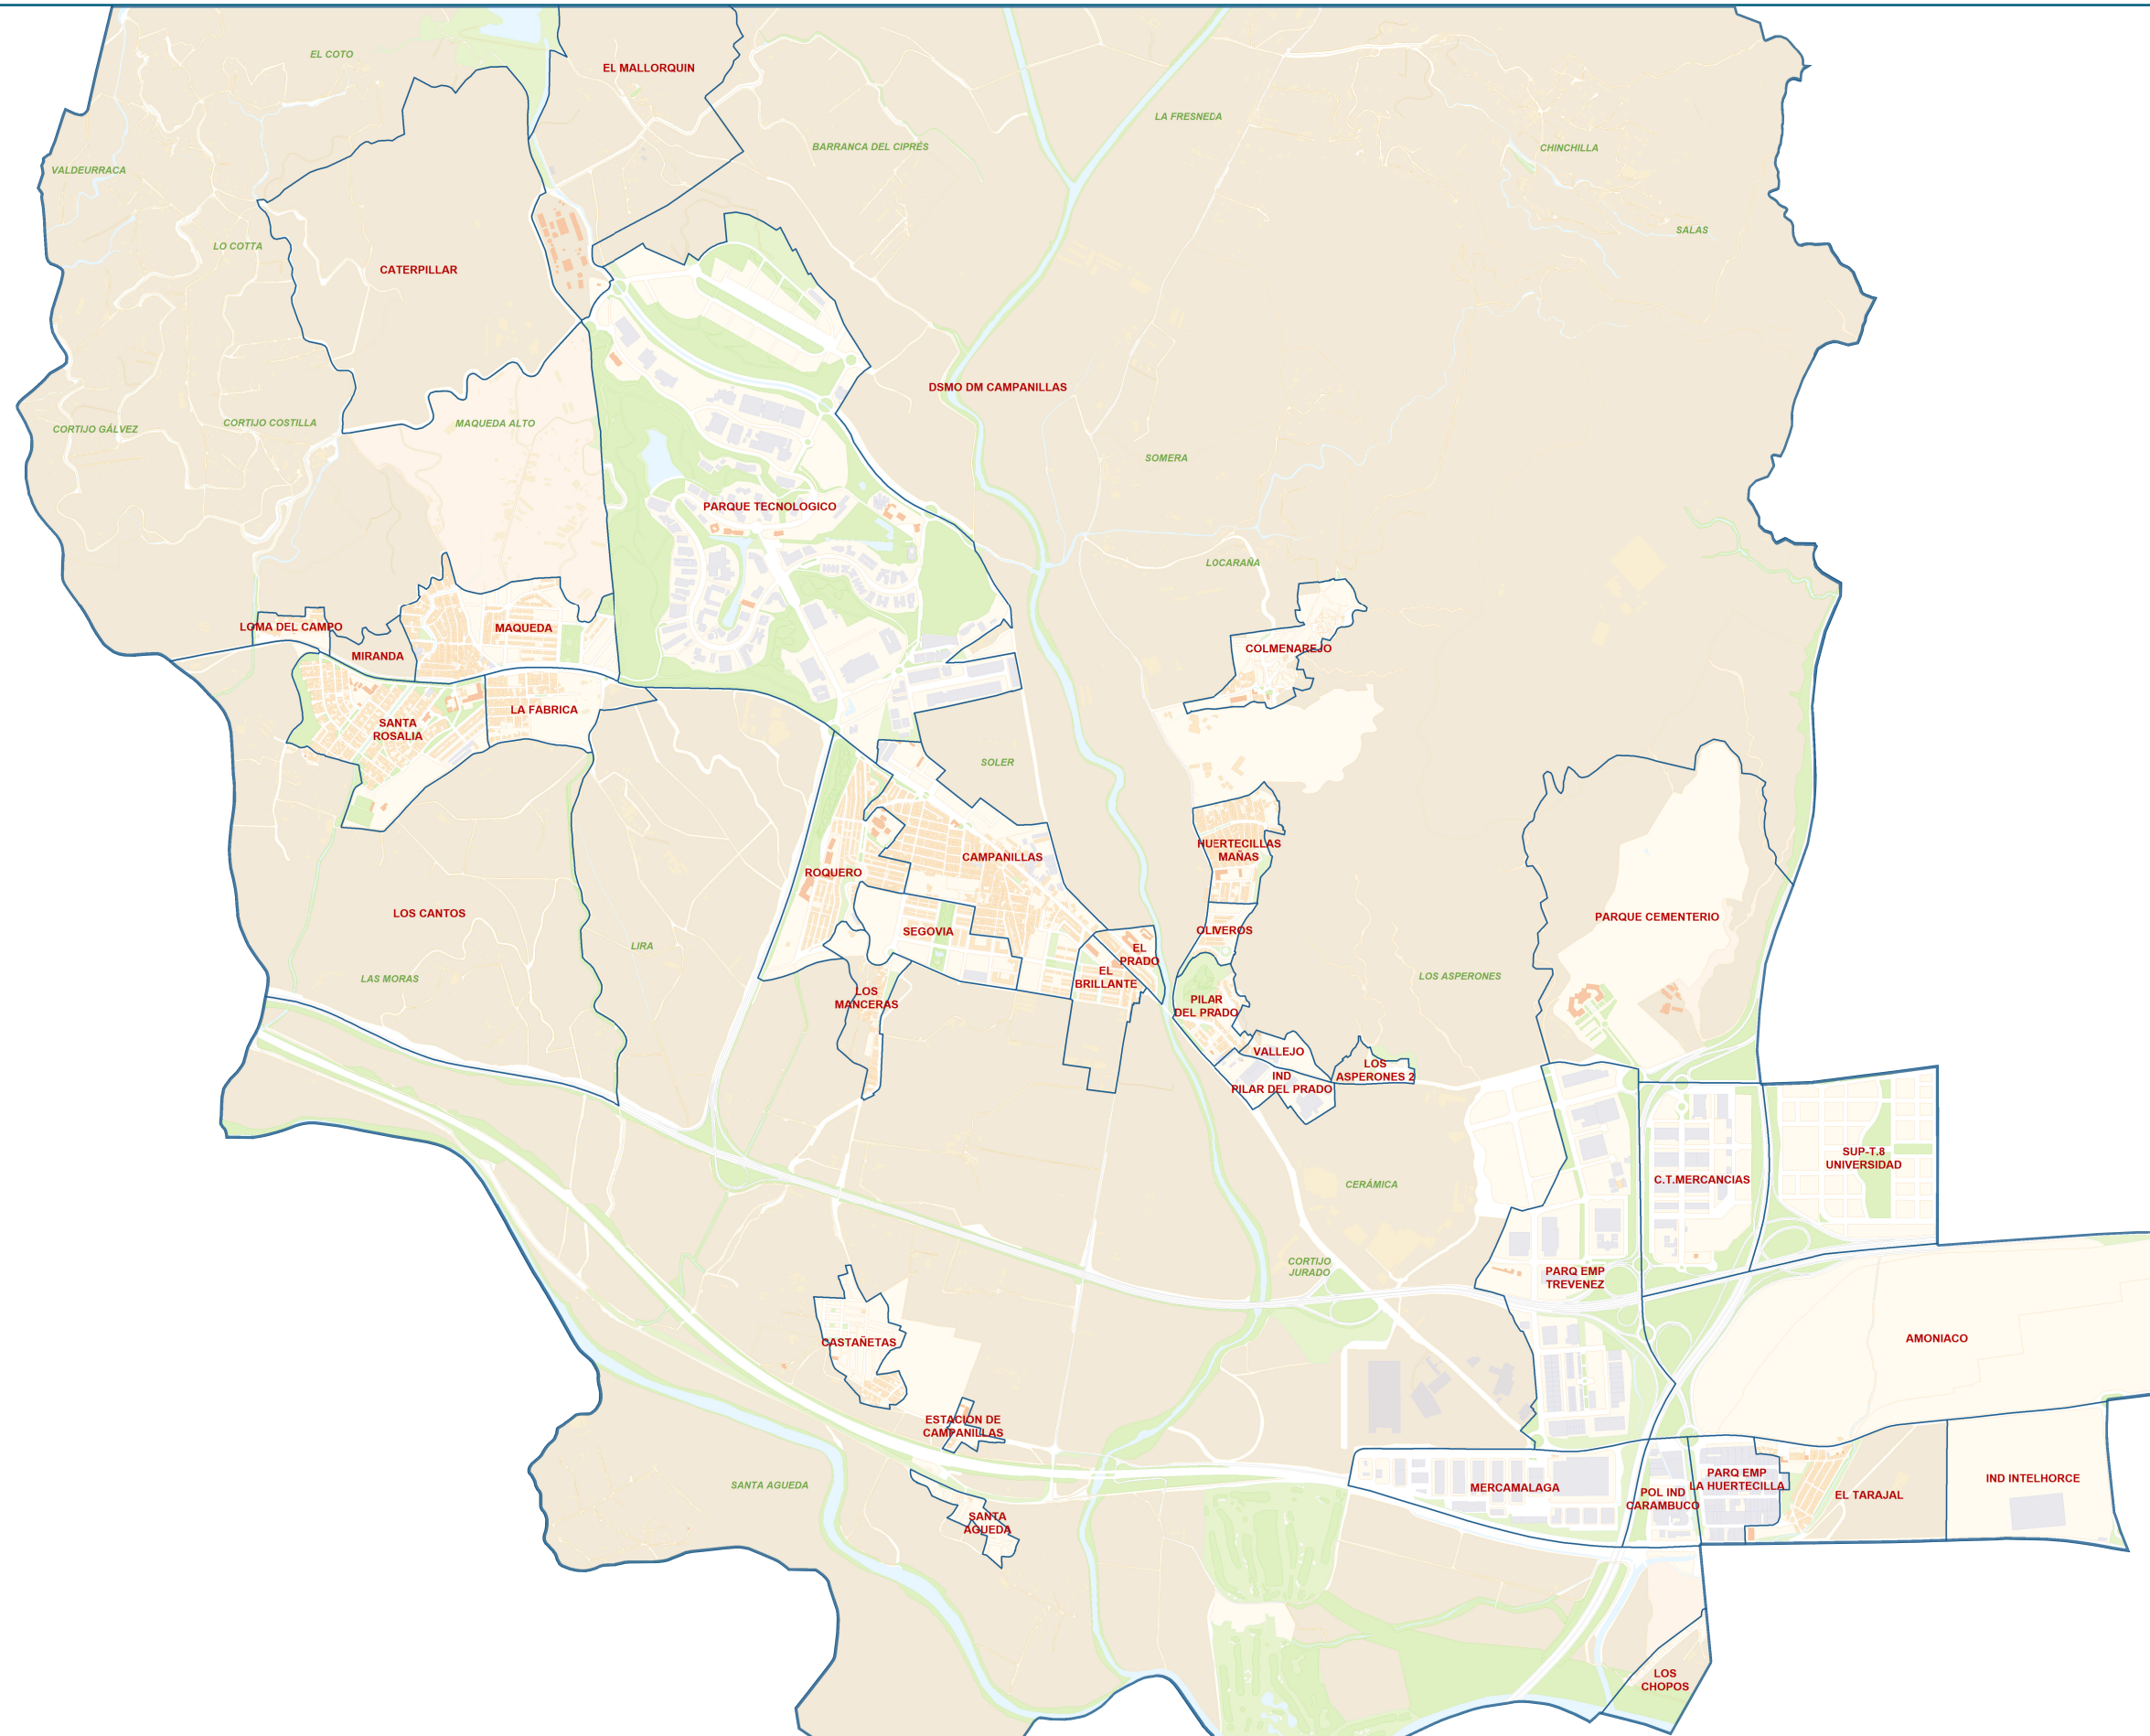 EL COTO
EL MALLORQUIN
LA FRESNEDA
BARRANCA DEL CIPRÉS
CHINCHILLA
VALDEURRACA
SALAS
LO COTTA
CATERPILLAR
DSMO DM CAMPANILLAS
CORTIJO GÁLVEZ
CORTIJO COSTILLA
MAQUEDA ALTO
SOMERA
PARQUE TECNOLOGICO
LOCARAÑA
LOMA DEL CAMPO
MAQUEDA
MIRANDA
COLMENAREJO
LA FABRICA
SANTA
ROSALIA
SOLER
HUERTECILLAS
MAÑAS
CAMPANILLAS
ROQUERO
LOS CANTOS
PARQUE CEMENTERIO
SEGOVIA
OLIVEROS
LIRA
EL
PRADO
LAS MORAS
EL
BRILLANTE
LOS ASPERONES
LOS
MANCERAS
PILAR
DEL PRADO
VALLEJO
LOS
ASPERONES 2
IND
PILAR DEL PRADO
SUP-T.8
UNIVERSIDAD
C.T.MERCANCIAS
CERÁMICA
CORTIJO
JURADO
PARQ EMP
TREVENEZ
CASTAÑETAS
AMONIACO
ESTACION DE
CAMPANILLAS
SANTA AGUEDA
MERCAMALAGA
POL IND
CARAMBUCO
PARQ EMP
LA HUERTECILLA
EL TARAJAL
IND INTELHORCE
SANTA
AGUEDA
LOS
CHOPOS